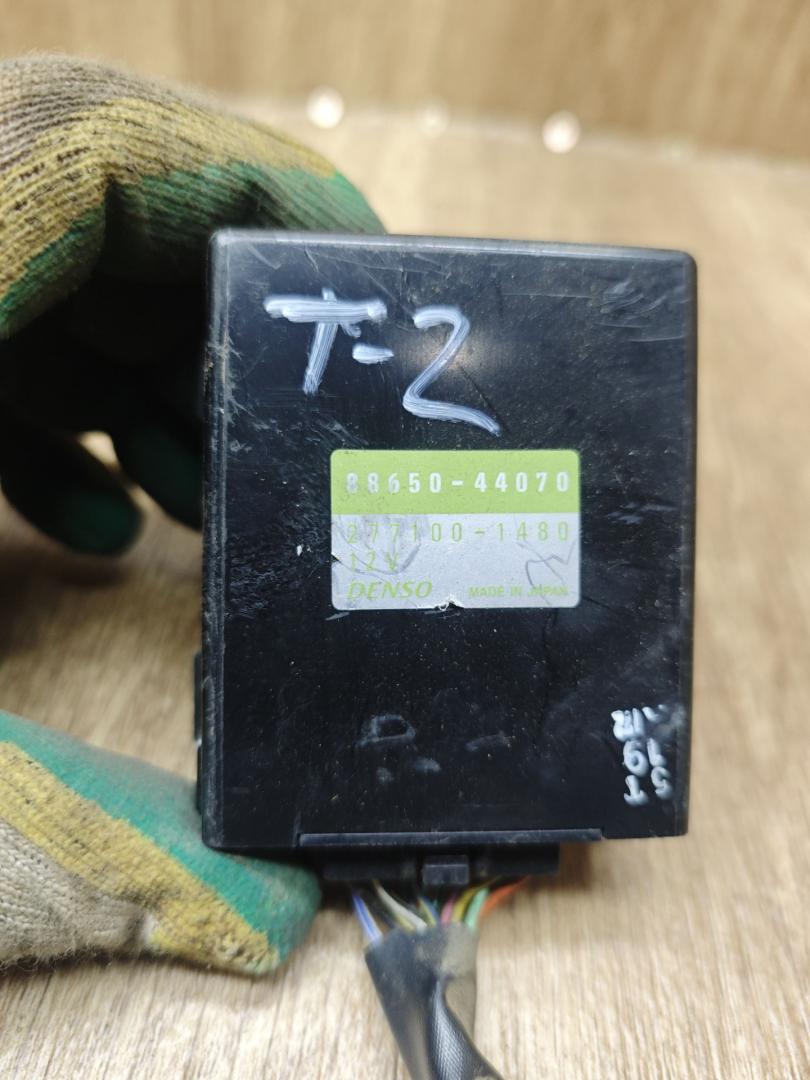 T-2
88650-44070
277100-1480
12V
DENSO MADE IN JAPAN